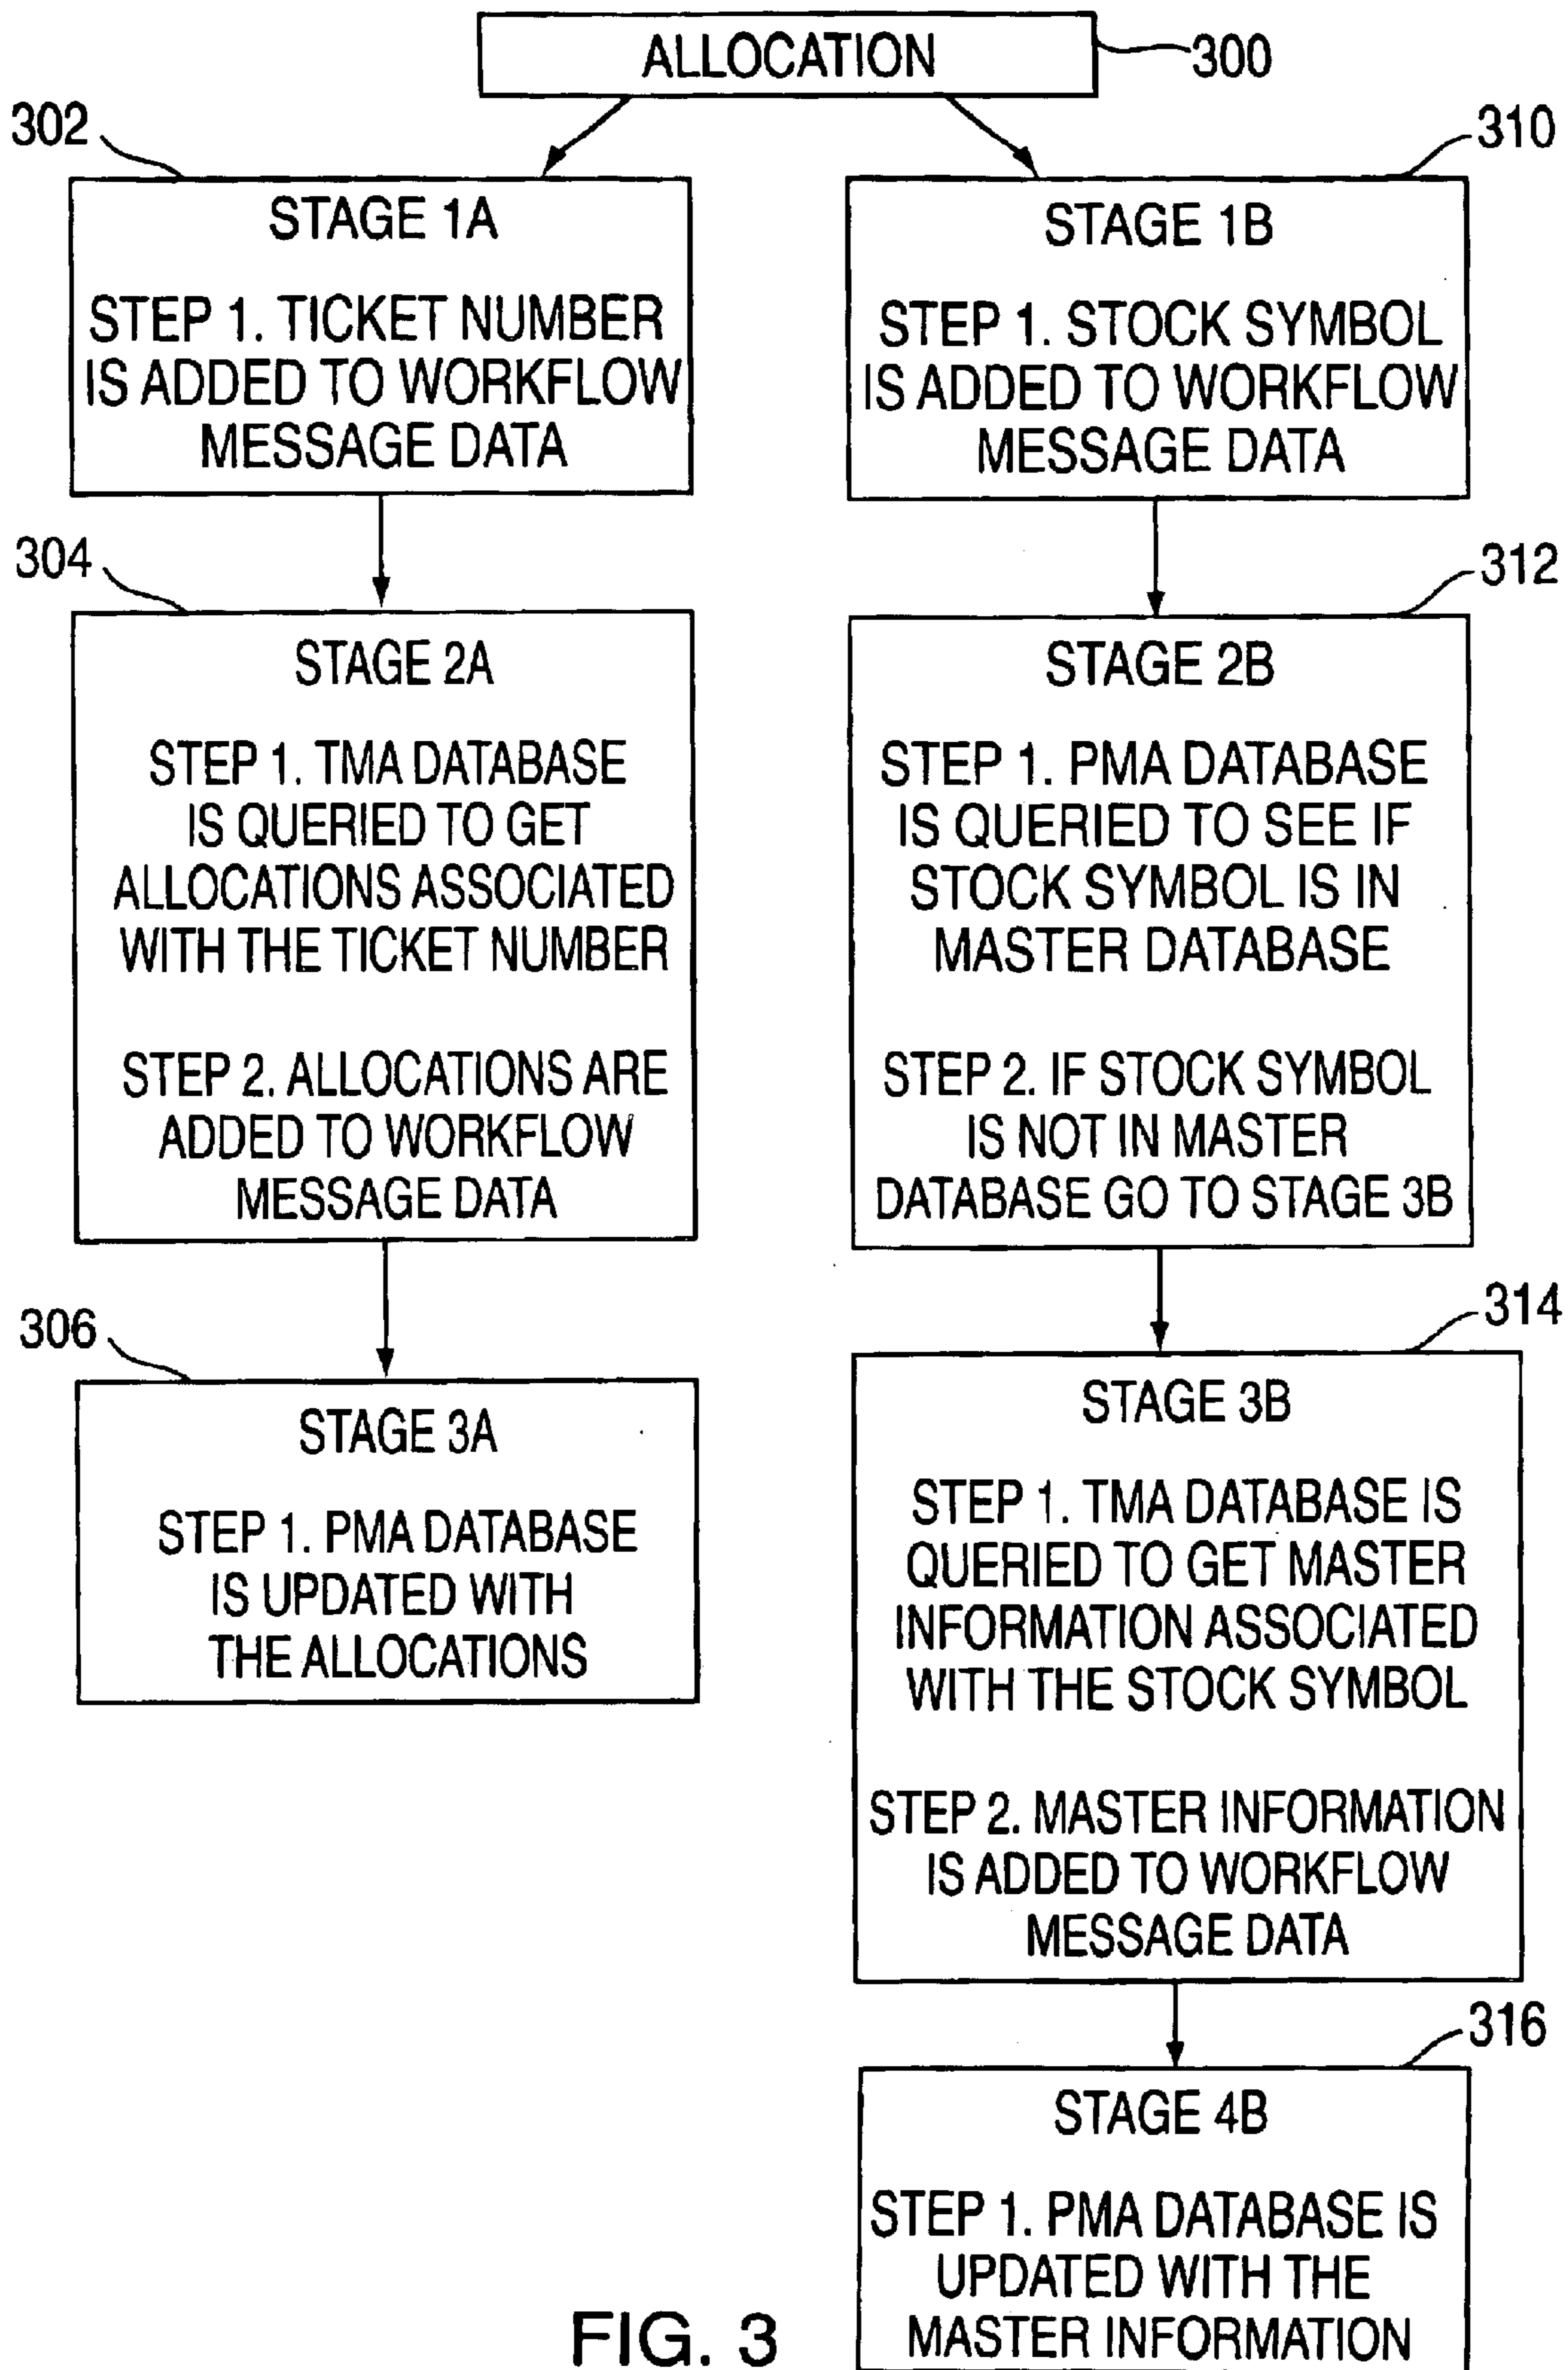 ALLOCATION
300
302
STAGE 1A
STEP 1. TICKET NUMBER
IS ADDED TO WORKFLOW
MESSAGE DATA
304
STAGE 2A
STEP 1. TMA DATABASE
IS QUERIED TO GET
ALLOCATIONS ASSOCIATED
WITH THE TICKET NUMBER
STEP 2. ALLOCATIONS ARE
ADDED TO WORKFLOW
MESSAGE DATA
306
STAGE 3A
STEP 1. PMA DATABASE
IS UPDATED WITH
THE ALLOCATIONS
310
STAGE 1B
STEP 1. STOCK SYMBOL
IS ADDED TO WORKFLOW
MESSAGE DATA
312
STAGE 2B
STEP 1. PMA DATABASE
IS QUERIED TO SEE IF
STOCK SYMBOL IS IN
MASTER DATABASE
STEP 2. IF STOCK SYMBOL
IS NOT IN MASTER
DATABASE GO TO STAGE 3B
314
STAGE 3B
STEP 1. TMA DATABASE IS
QUERIED TO GET MASTER
INFORMATION ASSOCIATED
WITH THE STOCK SYMBOL
STEP 2. MASTER INFORMATION
IS ADDED TO WORKFLOW
MESSAGE DATA
316
STAGE 4B
STEP 1. PMA DATABASE IS
UPDATED WITH THE
MASTER INFORMATION
FIG. 3